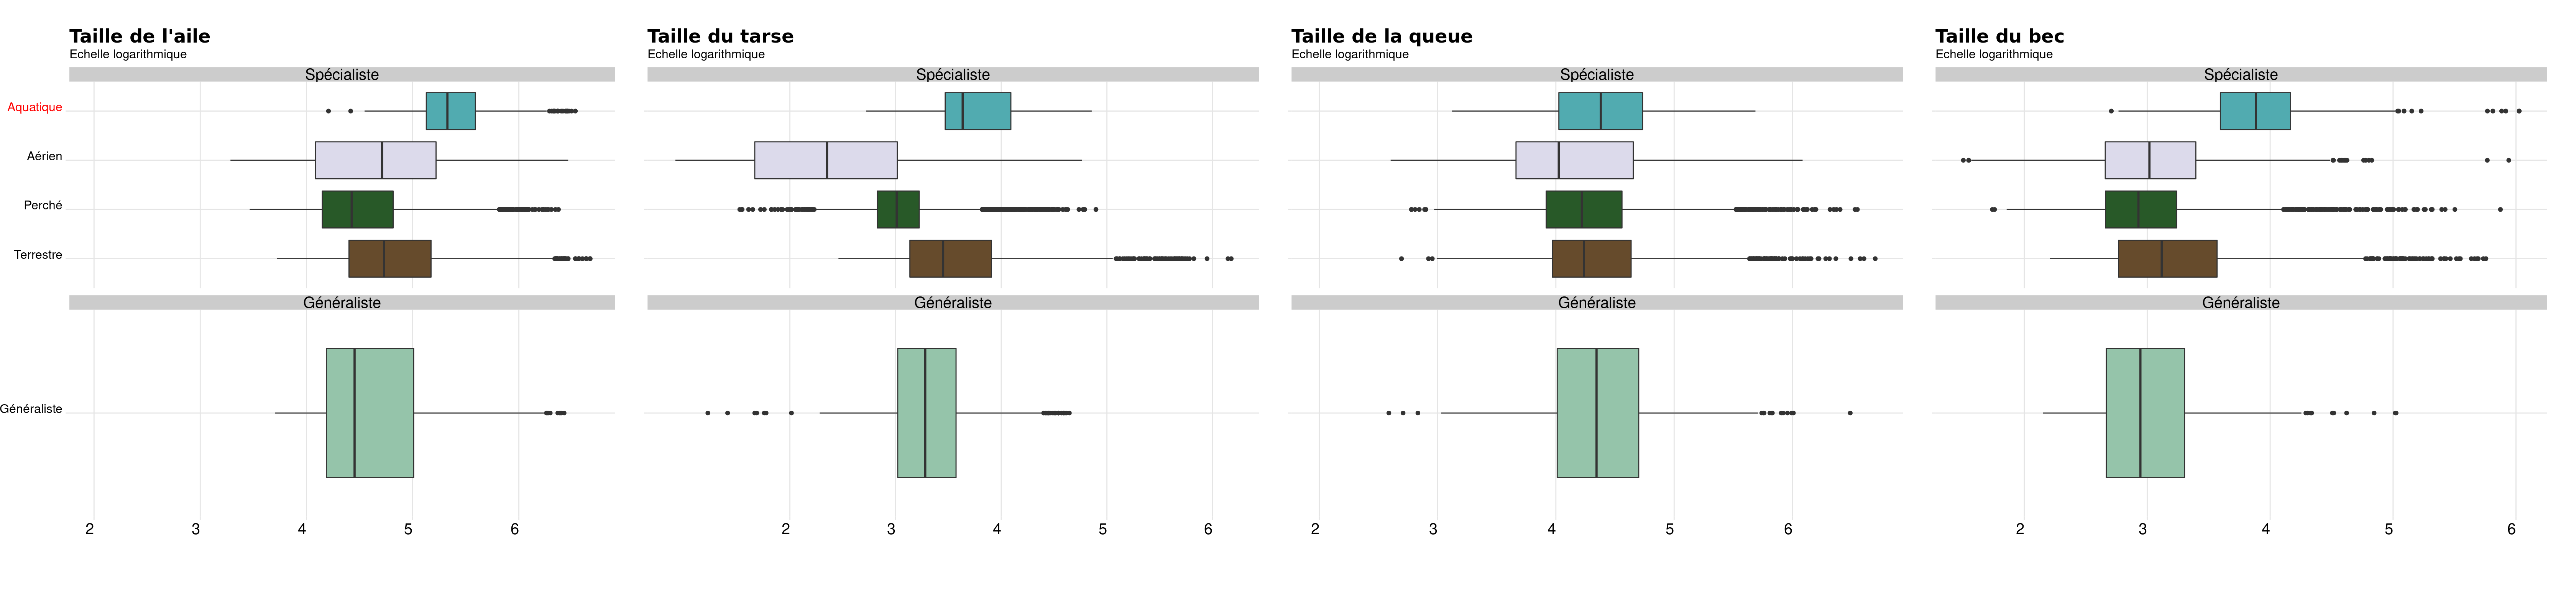 Taille de l'aile
Echelle logarithmique
Spécialiste
Aquatique
Aérien
Perché
Terrestre
Généraliste
Généraliste
2 3 4 5 6
Taille du tarse
Echelle logarithmique
Spécialiste
Généraliste
2 3 4 5 6
Taille de la queue
Echelle logarithmique
Spécialiste
Généraliste
2 3 4 5 6
Taille du bec
Echelle logarithmique
Spécialiste
Généraliste
2 3 4 5 6